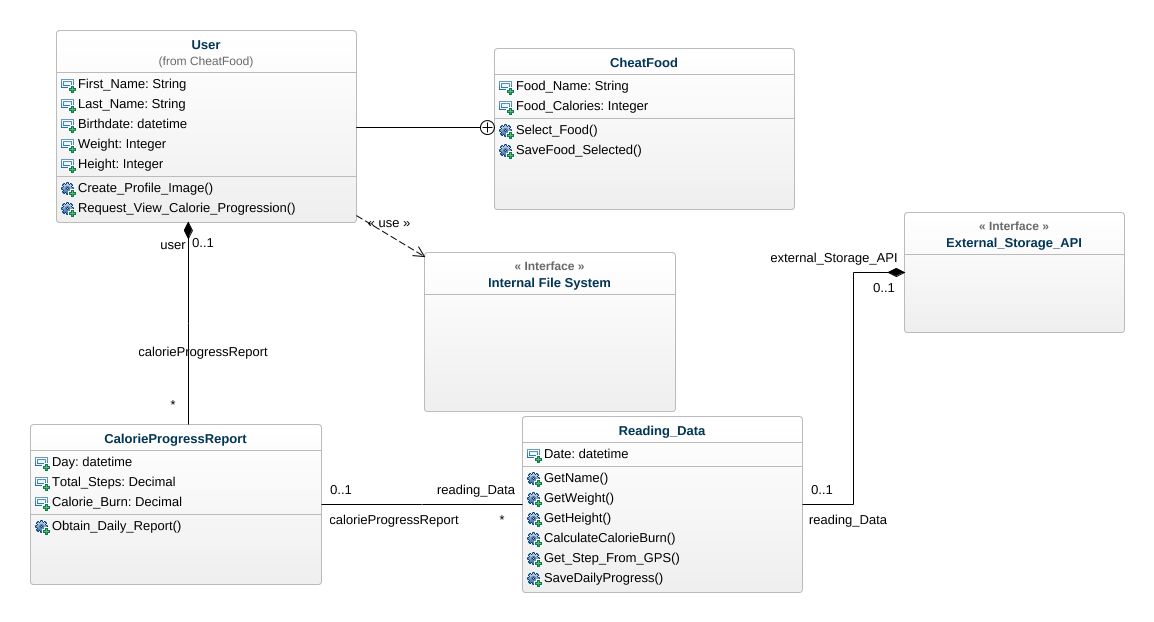 User
(from CheatFood)
First_Name: String
Last_Name: String
Birthdate: datetime
Weight: Integer
Height: Integer
Create_Profile_Image()
Request_View_Calorie_Progression()
CheatFood
Food_Name: String
Food_Calories: Integer
Select_Food()
SaveFood_Selected()
« use »
user
0..1
calorieProgressReport
*
« Interface »
Internal File System
« Interface »
External_Storage_API
external_Storage_API
0..1
CalorieProgressReport
Day: datetime
Total_Steps: Decimal
Calorie_Burn: Decimal
Obtain_Daily_Report()
0..1
reading_Data
calorieProgressReport
*
Reading_Data
Date: datetime
GetName()
GetWeight()
GetHeight()
CalculateCalorieBurn()
Get_Step_From_GPS()
SaveDailyProgress()
0..1
reading_Data